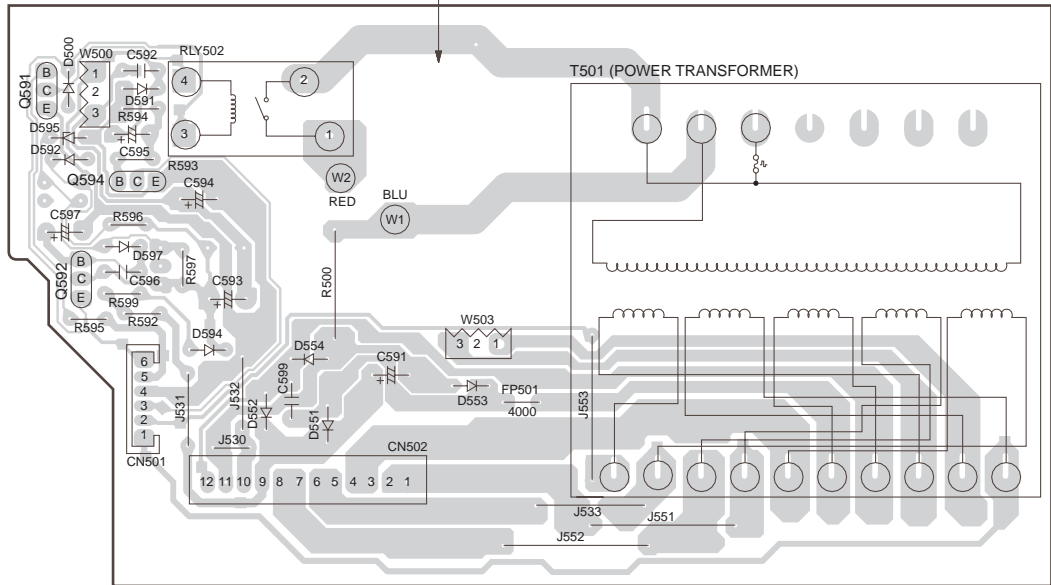 RLY502
T501 (POWER TRANSFORMER)
D500
W500
C592
Q591
B
C
E
1
2
3
D591
R594
4
2
3
1
D595
D592
C595
R593
Q594
B C E
C594
W2
RED
BLU
W1
C597
R596
D597
C596
R597
Q592
B
C
E
C593
R500
R599
R595
R592
D594
W503
3 2 1
D554
C591
C599
6
5
4
3
2
1
J531
J532
D552
D551
D553
FP501
4000
J553
J530
CN501
CN502
12 11 10 9 8 7 6 5 4 3 2 1
J533
J551
J552